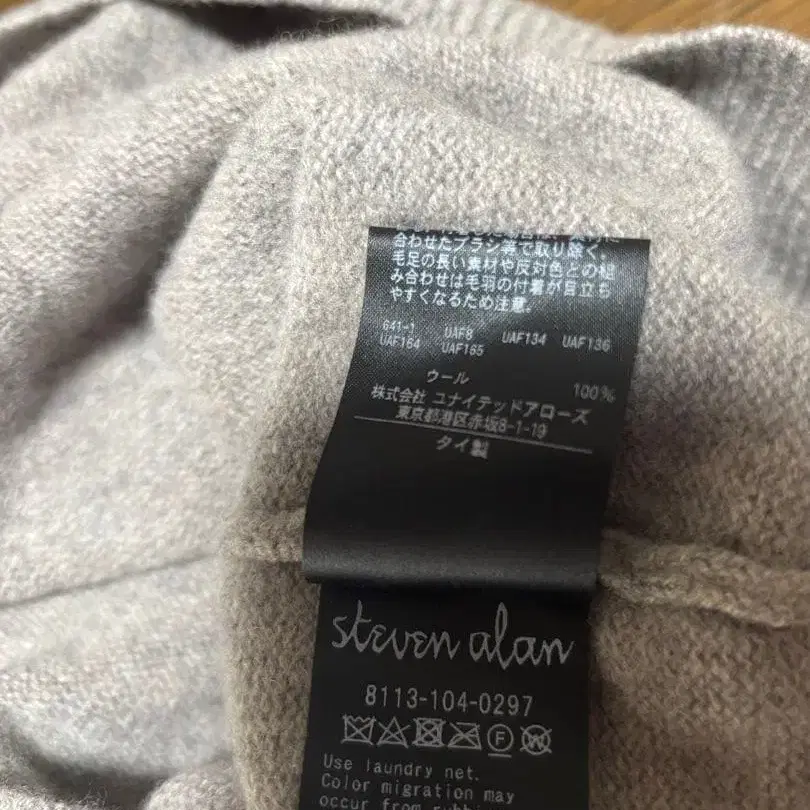 合わせたブラシ等で取り除く。
毛足の長い素材や反対色との組
み合わせは毛羽の付着が目立ち
やすくなるため注意。
641-1 UAF8 UAF134 UAF136
UAF164 UAF165
ウール 100%
株式会社 ユナイテッドアローズ
東京都港区赤坂8-1-19
タイ製
steven alan
8113-104-0297
F W
Use laundry net.
Color migration may
occur from